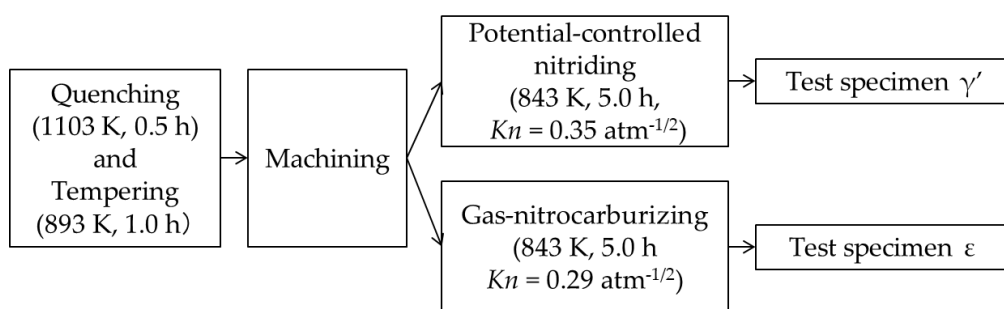 Quenching
(1103 K, 0.5 h)
and
Tempering
(893 K, 1.0 h)
Machining
Potential-controlled
nitriding
(843 K, 5.0 h,
Kn = 0.35 atm⁻¹/²)
Test specimen γ’
Gas-nitrocarburizing
(843 K, 5.0 h
Kn = 0.29 atm⁻¹/²)
Test specimen ε